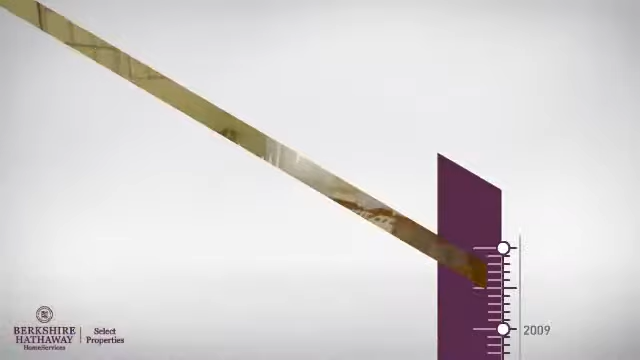 2009
BERKSHIRE
HATHAWAY
HomeServices
Select
Properties